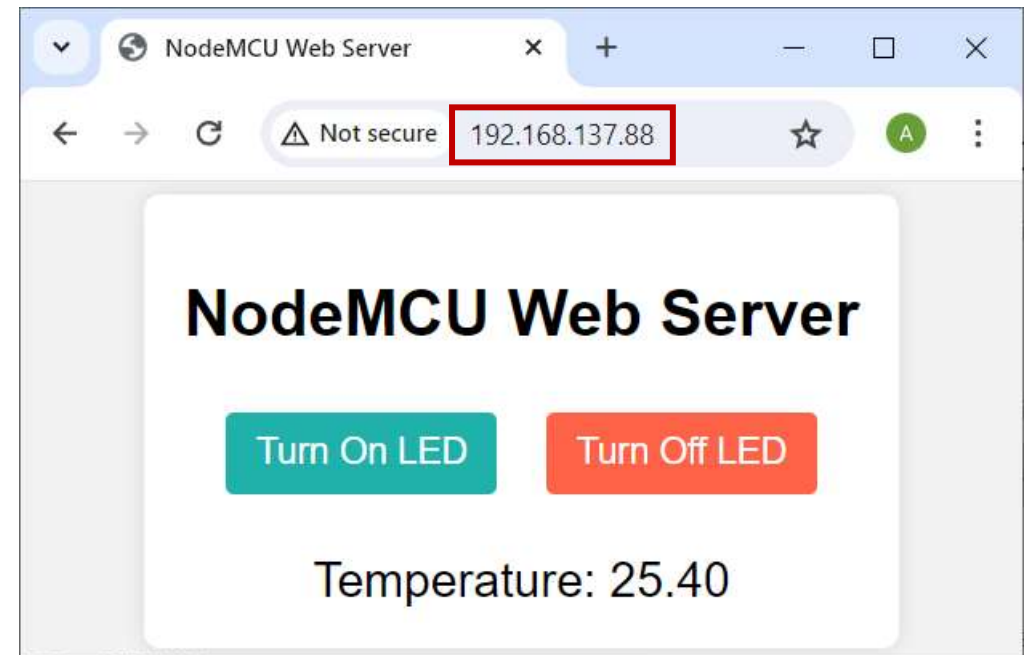 NodeMCU Web Server
Not secure 192.168.137.88
A
NodeMCU Web Server
Turn On LED Turn Off LED
Temperature: 25.40